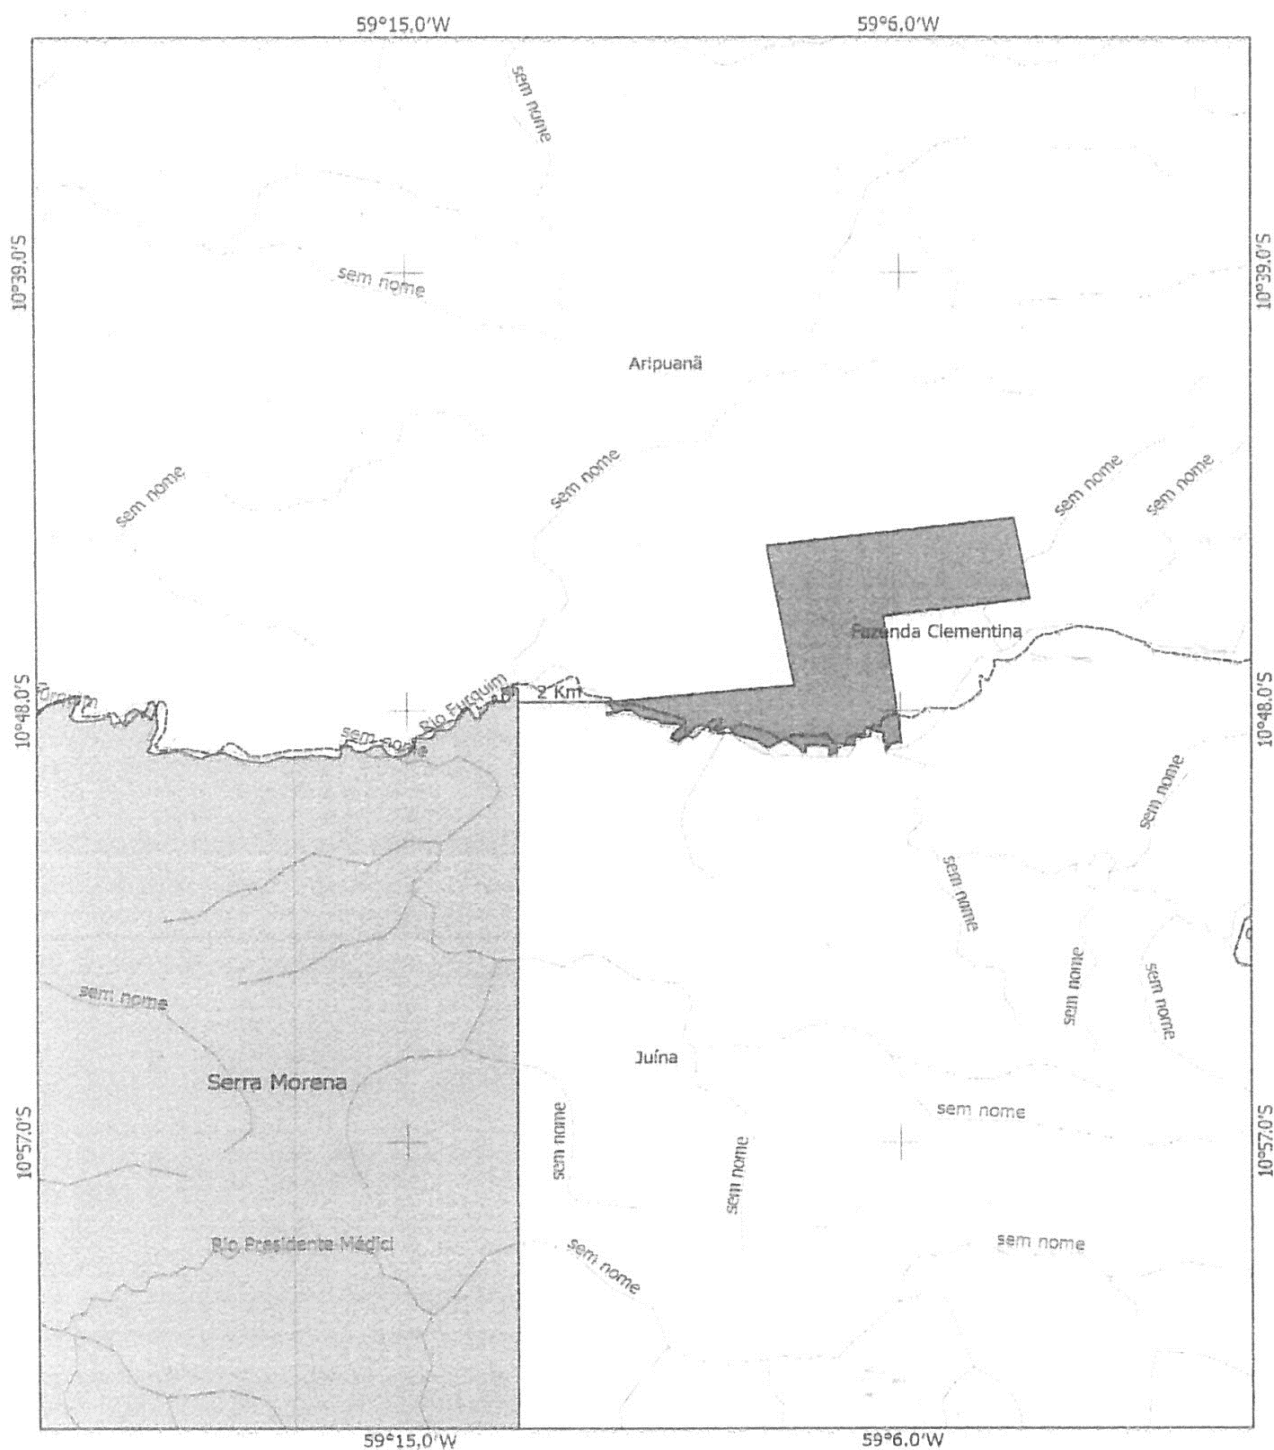 59°15,0'W
59°6.0'W
sem nome
10°39.0'S
10°39.0'S
sem nome
Aripuanã
sem nome
sem nome
sem nome
sem nome
Fazenda Clementina
10°48.0'S
2 Km
Rio Furquim
sem nome
10°48.0'S
sem nome
sem nome
sem nome
sem nome
sem nome
Juína
Serra Morena
sem nome
10°57.0'S
sem nome
sem nome
10°57.0'S
Rio Presidente Médici
sem nome
sem nome
59°15,0'W
59°6.0'W